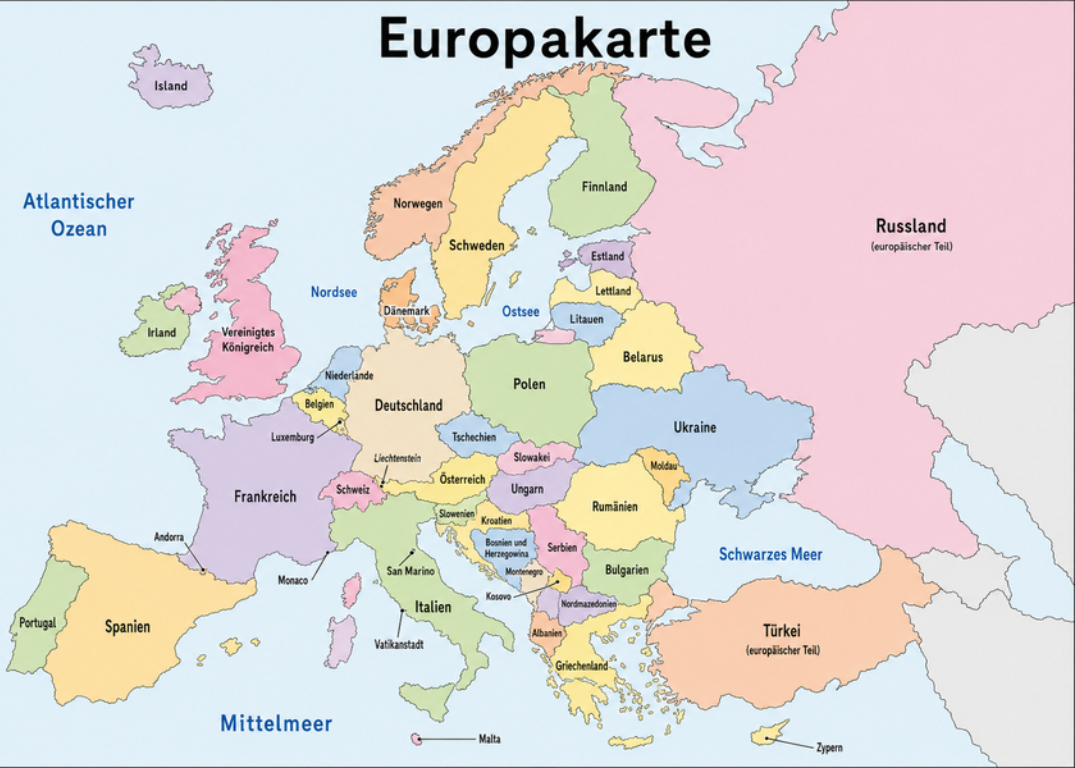 Europakarte
Island
Atlantischer
Ozean
Norwegen
Finnland
Schweden
Russland
(europäischer Teil)
Estland
Nordsee
Lettland
Dänemark
Ostsee
Litauen
Irland
Vereinigtes
Königreich
Belarus
Niederlande
Polen
Belgien
Deutschland
Ukraine
Luxemburg
Tschechien
Liechtenstein
Slowakei
Moldau
Schweiz
Österreich
Ungarn
Frankreich
Rumänien
Slowenien
Kroatien
Andorra
Bosnien und
Herzegowina
Serbien
Schwarzes Meer
Monaco
San Marino
Montenegro
Bulgarien
Kosovo
Nordmazedonien
Italien
Portugal
Spanien
Vatikanstadt
Albanien
Türkei
(europäischer Teil)
Griechenland
Mittelmeer
Malta
Zypern